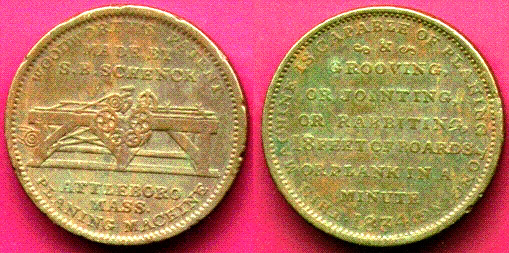 WOODWORTH'S PATENT
MADE BY
S.B. SCHENCK
ATTLEBORO
MASS.
PLANING MACHINE
IS CAPABLE OF PLANING
& 
GROOVING,
OR JOINTING,
OR RABBITING,
18 FEET OF BOARDS
OR PLANK IN A
MINUTE
1834